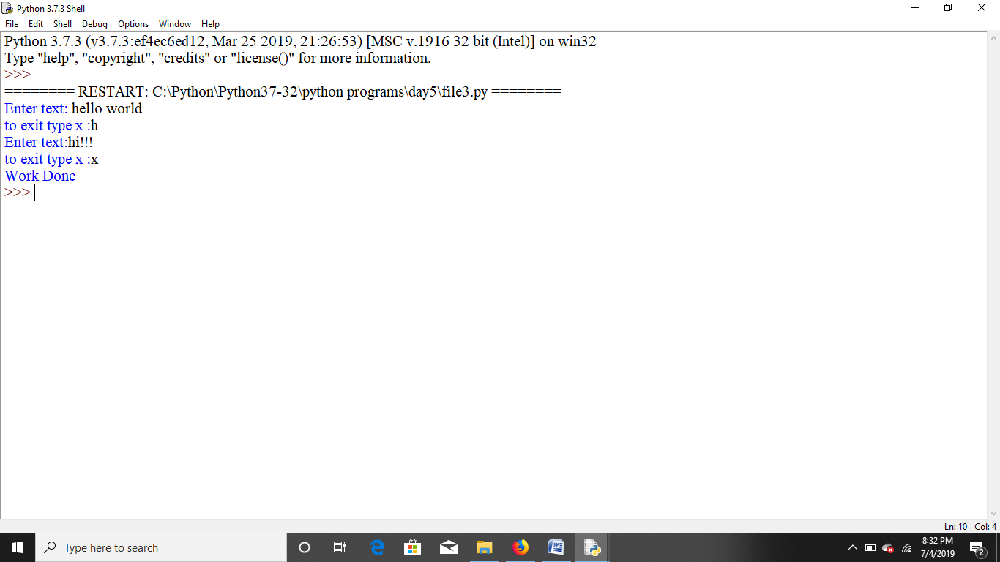 Python 3.7.3 Shell
File Edit Shell Debug Options Window Help
Python 3.7.3 (v3.7.3:ef4ec6ed12, Mar 25 2019, 21:26:53) [MSC v.1916 32 bit (Intel)] on win32
Type "help", "copyright", "credits" or "license()" for more information.
>>>
======== RESTART: C:\Python\Python37-32\python programs\day5\file3.py ========
Enter text: hello world
to exit type x :h
Enter text:hi!!!
to exit type x :x
Work Done
>>>
Ln: 10 Col: 4
Type here to search
8:32 PM
7/4/2019
2